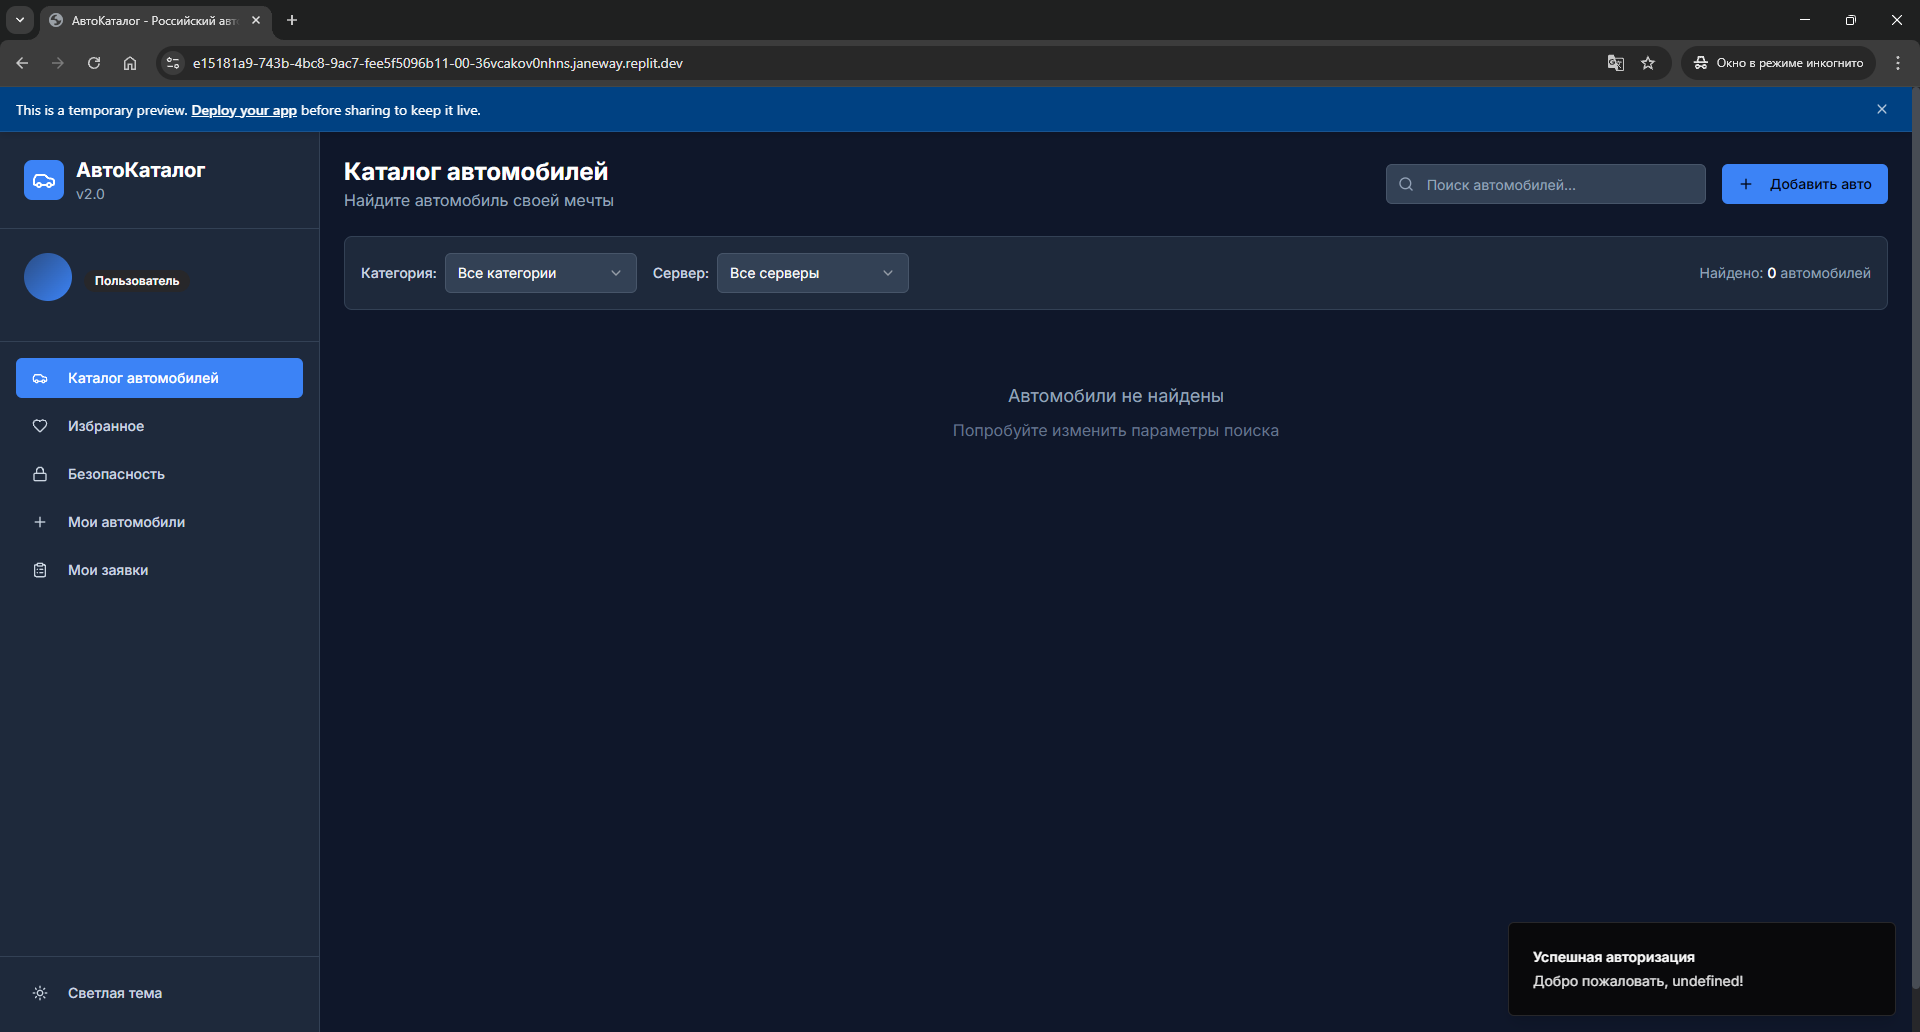 АвтоКаталог - Российский авт
e15181a9-743b-4bc8-9ac7-fee5f5096b11-00-36vcakov0nhns.janeway.replit.dev
Окно в режиме инкогнито
This is a temporary preview. Deploy your app before sharing to keep it live.
АвтоКаталог
v2.0
Пользователь
Каталог автомобилей
Избранное
Безопасность
Мои автомобили
Мои заявки
Светлая тема
Каталог автомобилей
Найдите автомобиль своей мечты
Поиск автомобилей...
Добавить авто
Категория: Все категории Сервер: Все серверы
Найдено: 0 автомобилей
Автомобили не найдены
Попробуйте изменить параметры поиска
Успешная авторизация
Добро пожаловать, undefined!